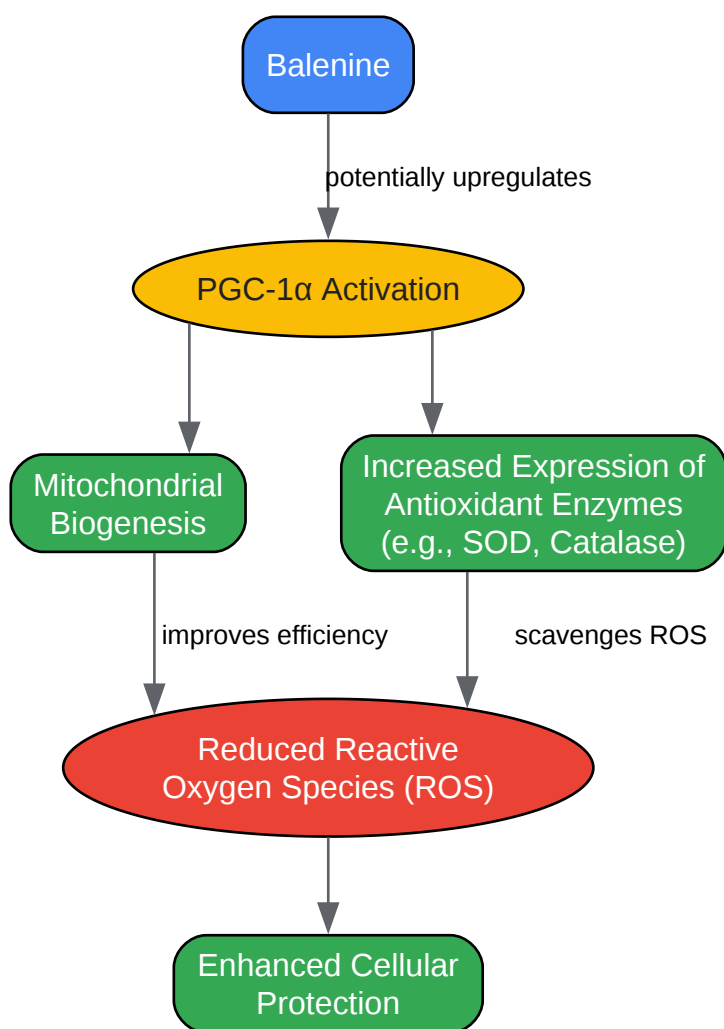 Balenine
potentially upregulates
PGC-1α Activation
Mitochondrial
Biogenesis
Increased Expression of
Antioxidant Enzymes
(e.g., SOD, Catalase)
improves efficiency
scavenges ROS
Reduced Reactive
Oxygen Species (ROS)
Enhanced Cellular
Protection